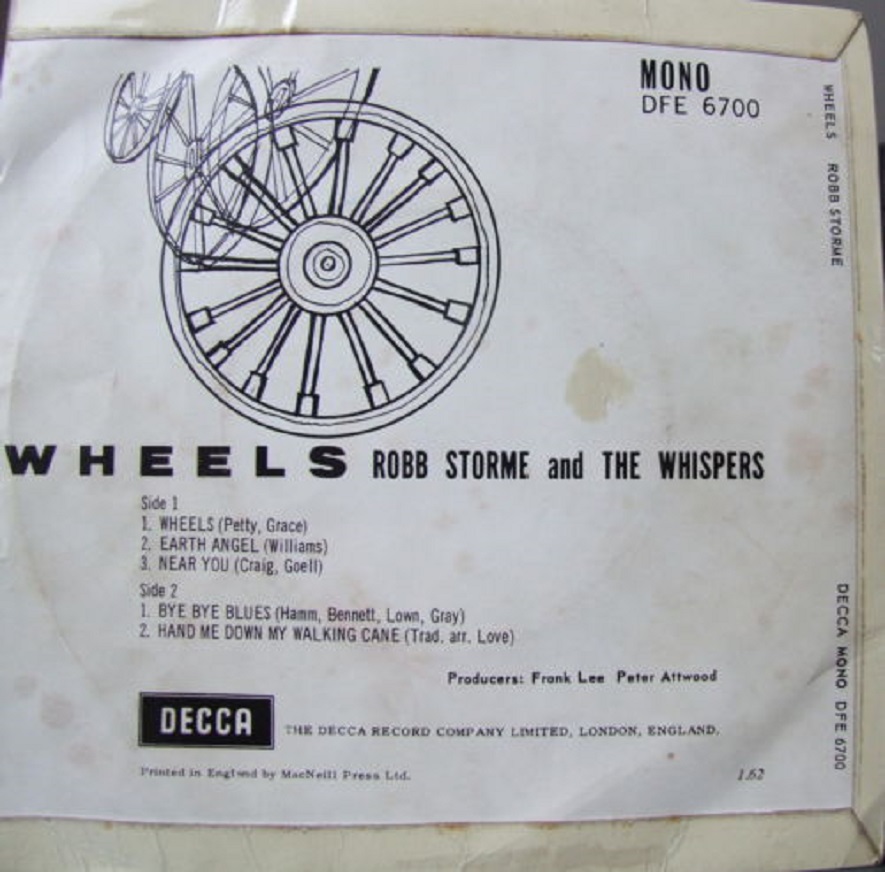 MONO
DFE 6700
WHEELS ROBB STORME
WHEELS ROBB STORME and THE WHISPERS
Side 1
1. WHEELS (Petty, Grace)
2. EARTH ANGEL (Williams)
3. NEAR YOU (Craig, Goell)
Side 2
1. BYE BYE BLUES (Hamm, Bennett, Lown, Gray)
2. HAND ME DOWN MY WALKING CANE (Trad. arr. Love)
Producers: Frank Lee Peter Attwood
DECCA THE DECCA RECORD COMPANY LIMITED, LONDON, ENGLAND.
Printed in England by MacNeill Press Ltd.
1.62
DECCA MONO DFE 6700